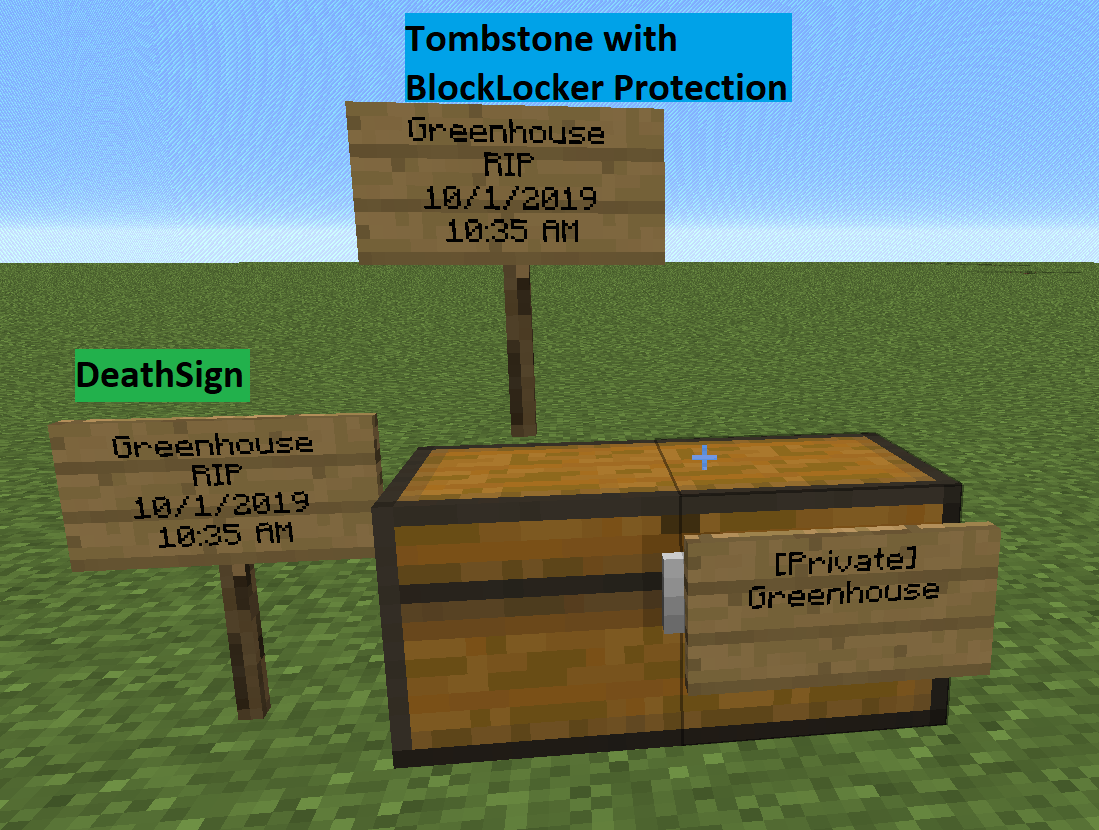 Tombstone with
BlockLocker Protection
Greenhouse
RIP
10/1/2019
10:35 AM
DeathSign
Greenhouse
RIP
10/1/2019
10:35 AM
[Private]
Greenhouse